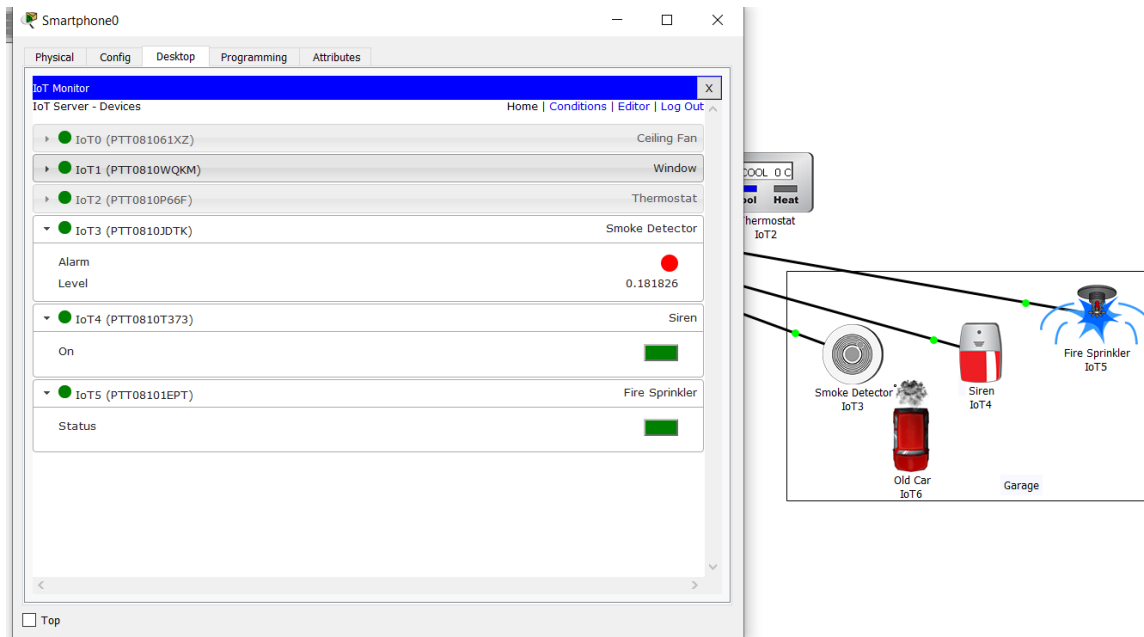 Smartphone0
Physical Config Desktop Programming Attributes
IoT Monitor X
IoT Server - Devices Home | Conditions | Editor | Log Out
IoT0 (PTT081061XZ) Ceiling Fan
IoT1 (PTT0810WQKM) Window
IoT2 (PTT0810P66F) Thermostat
IoT3 (PTT0810JDTK) Smoke Detector
Alarm
Level 0.181826
IoT4 (PTT0810T373) Siren
On
IoT5 (PTT08101EPT) Fire Sprinkler
Status
Top
COOL 0 C
ool Heat
hermostat
IoT2
Fire Sprinkler
IoT5
Smoke Detector
IoT3
Siren
IoT4
Old Car
IoT6
Garage